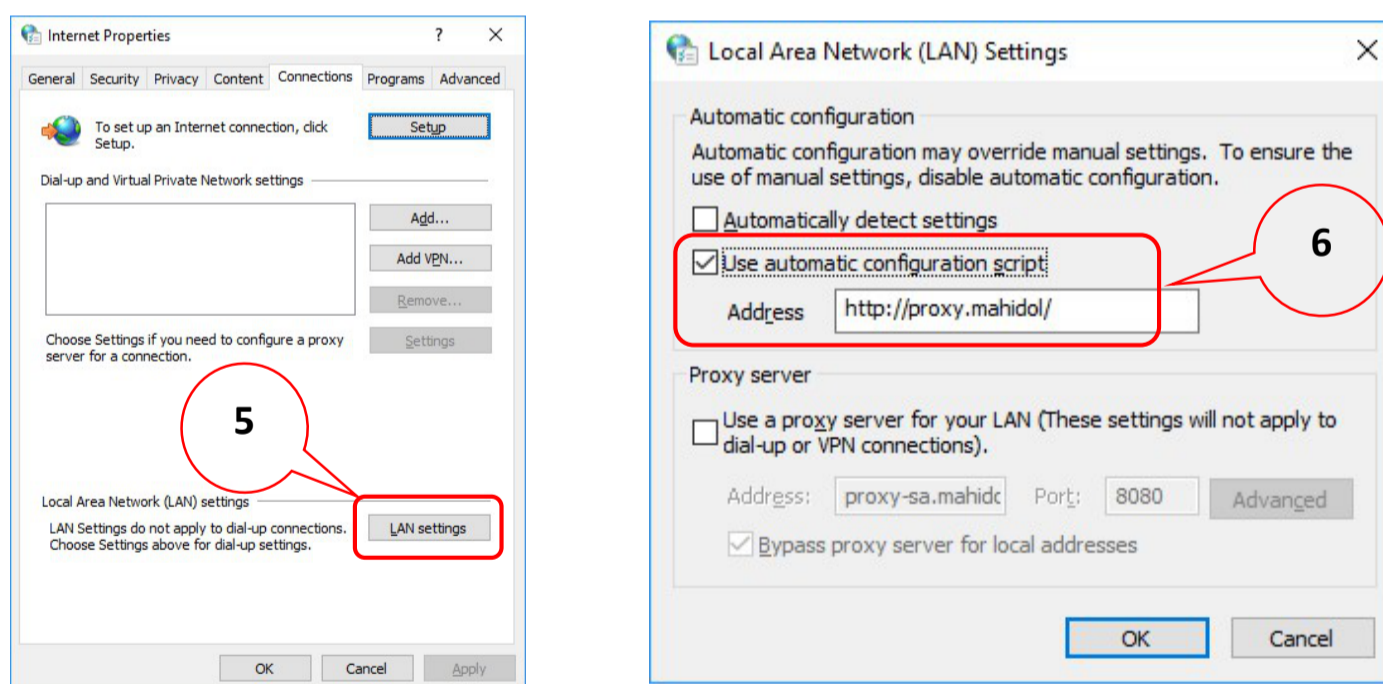 Internet Properties
?
General Security Privacy Content Connections Programs Advanced
To set up an Internet connection, click
Setup.
Setup
Dial-up and Virtual Private Network settings
Add...
Add VPN...
Remove...
Choose Settings if you need to configure a proxy
server for a connection.
Settings
5
Local Area Network (LAN) settings
LAN Settings do not apply to dial-up connections.
Choose Settings above for dial-up settings.
LAN settings
OK Cancel Apply
Local Area Network (LAN) Settings
Automatic configuration
Automatic configuration may override manual settings. To ensure the
use of manual settings, disable automatic configuration.
Automatically detect settings
Use automatic configuration script
6
Address http://proxy.mahidol/
Proxy server
Use a proxy server for your LAN (These settings will not apply to
dial-up or VPN connections).
Address: proxy-sa.mahidc Port: 8080 Advanced
Bypass proxy server for local addresses
OK Cancel